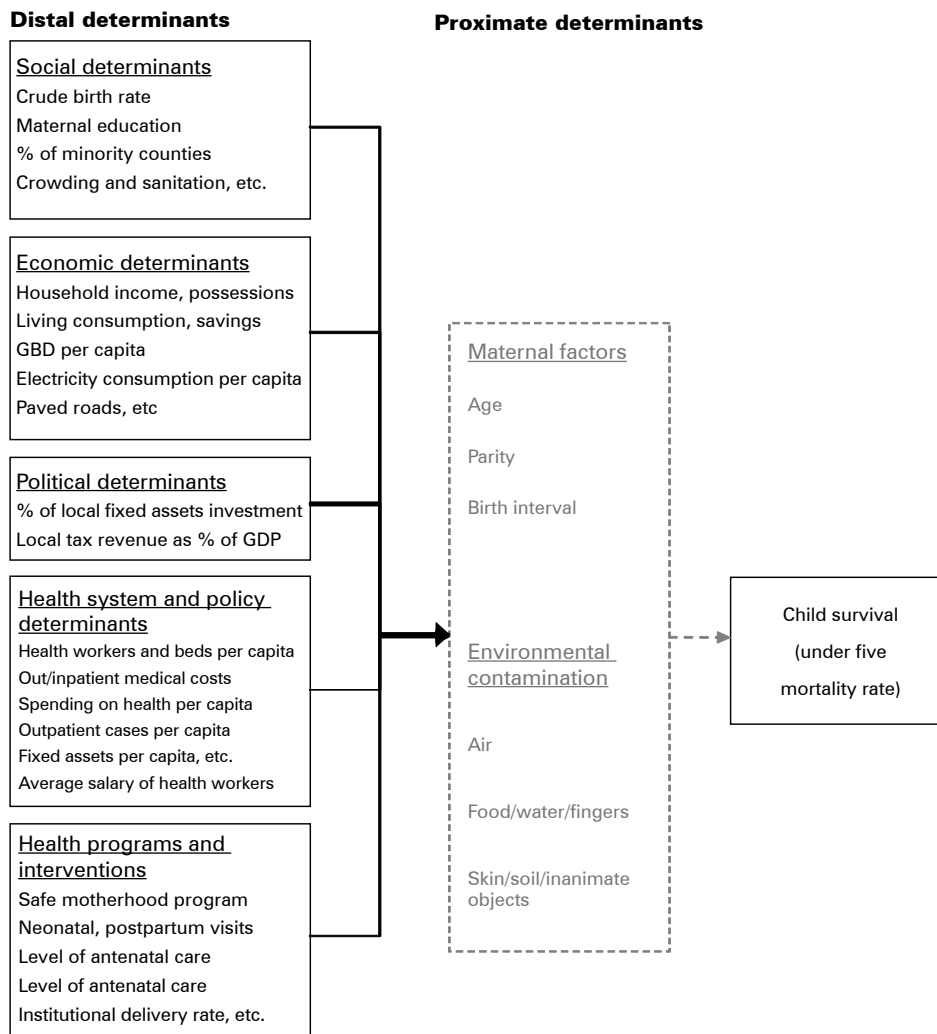 Distal determinants
Proximate determinants
Social determinants
Crude birth rate
Maternal education
% of minority counties
Crowding and sanitation, etc.
Economic determinants
Household income, possessions
Living consumption, savings
GBD per capita
Electricity consumption per capita
Paved roads, etc
Political determinants
% of local fixed assets investment
Local tax revenue as % of GDP
Health system and policy
determinants
Health workers and beds per capita
Out/inpatient medical costs
Spending on health per capita
Outpatient cases per capita
Fixed assets per capita, etc.
Average salary of health workers
Health programs and
interventions
Safe motherhood program
Neonatal, postpartum visits
Level of antenatal care
Level of antenatal care
Institutional delivery rate, etc.
Maternal factors
Age
Parity
Birth interval
Environmental
contamination
Air
Food/water/fingers
Skin/soil/inanimate
objects
Child survival
(under five
mortality rate)